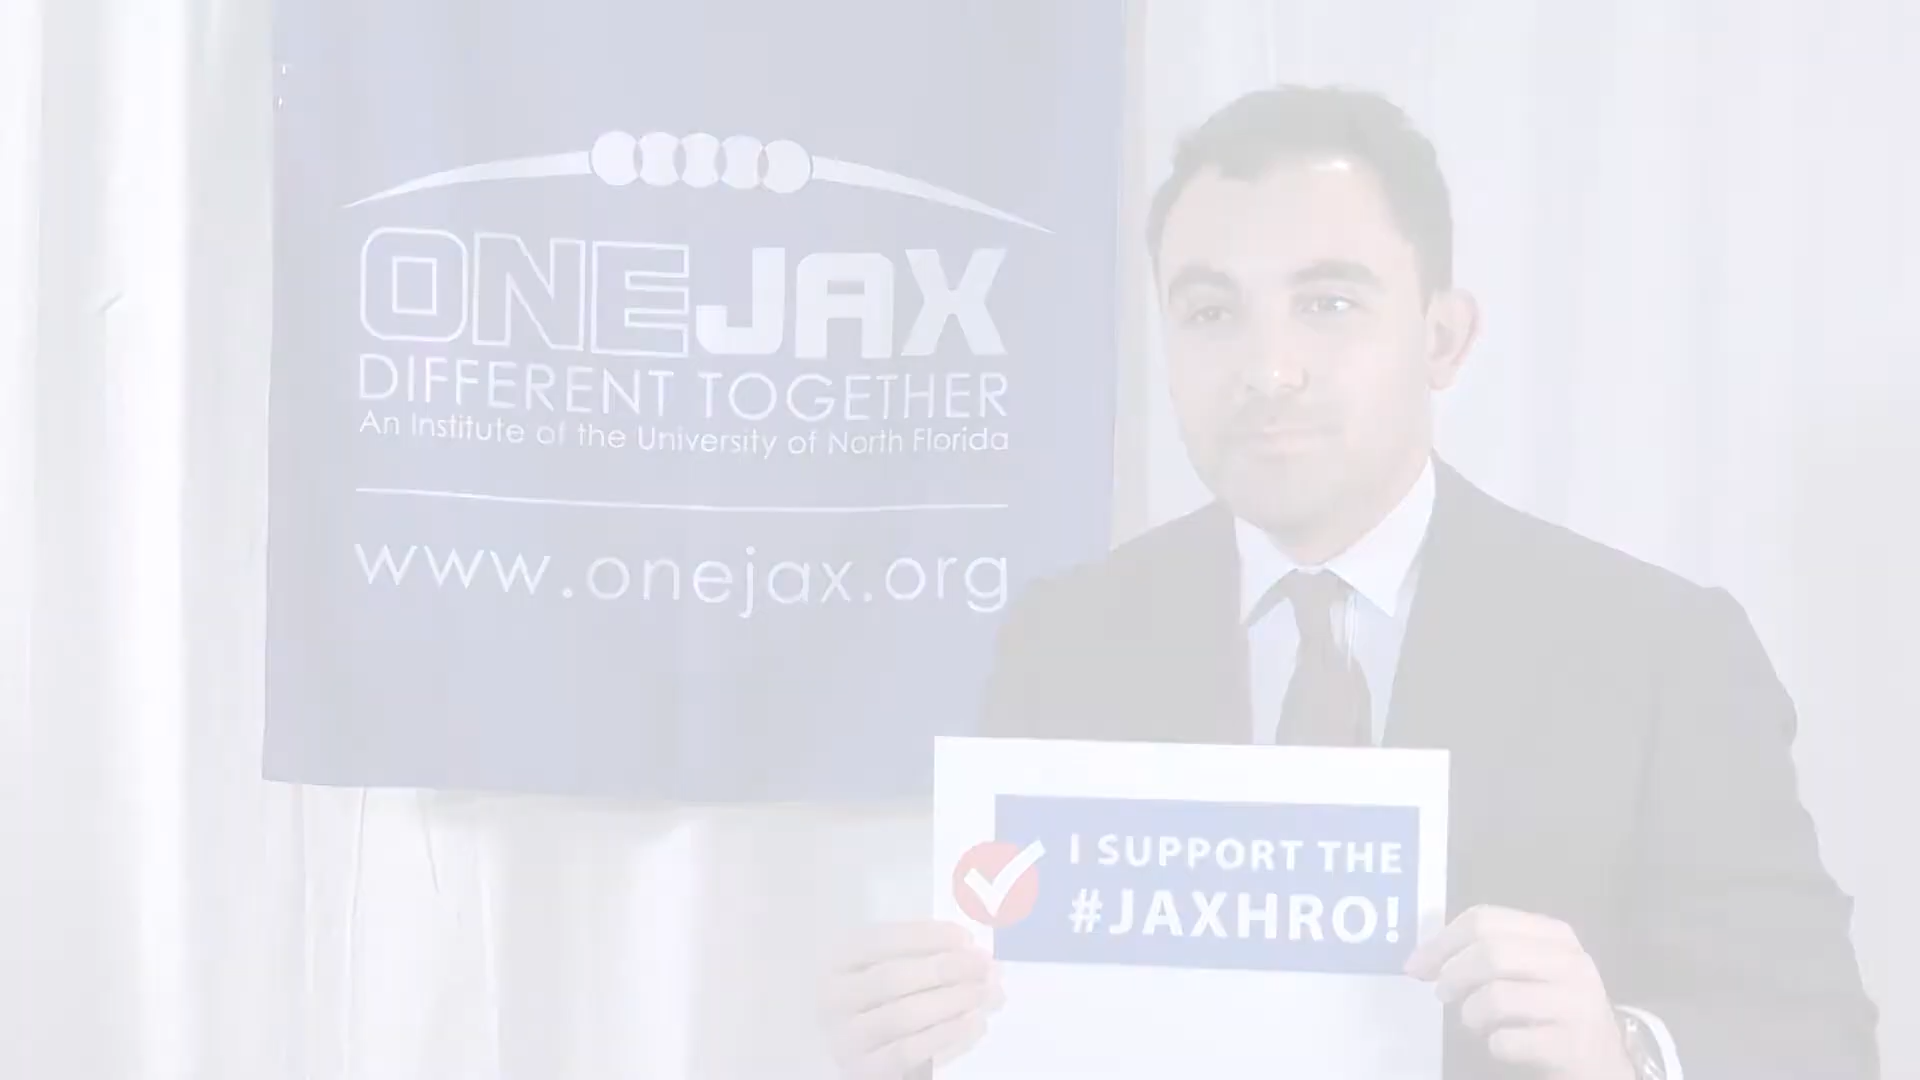 ONEJAX
DIFFERENT TOGETHER
An Institute of the University of North Florida
www.onejax.org
I SUPPORT THE
#JAXHRO!